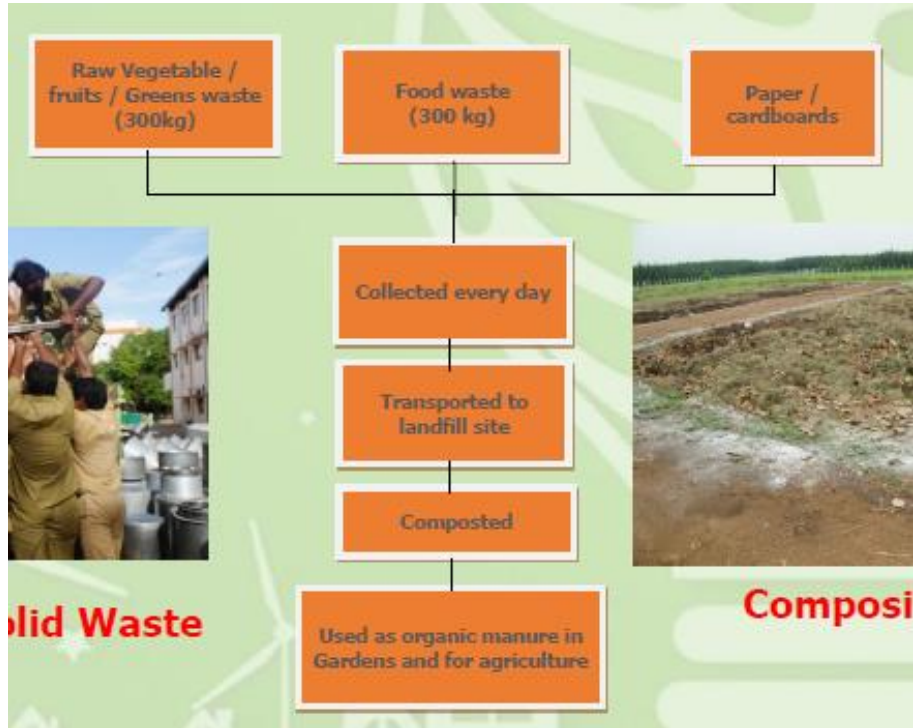 Raw Vegetable /
fruits / Greens waste
(300kg)
Food waste
(300 kg)
Paper /
cardboards
Collected every day
Transported to
landfill site
Composted
Used as organic manure in
Gardens and for agriculture
olid Waste
Composi